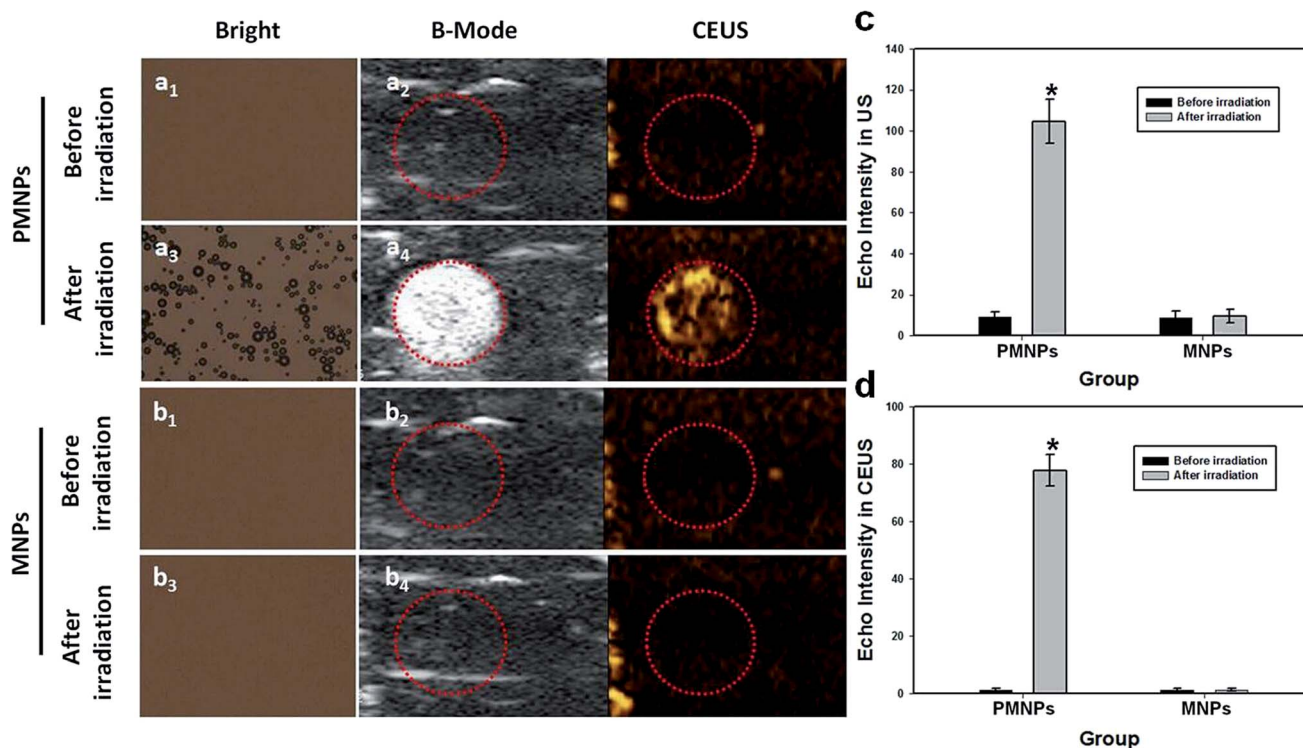 Bright B-Mode CEUS
PMNPs
Before
irradiation
a1
a2
After
irradiation
a3
a4
MNPs
Before
irradiation
b1
b2
After
irradiation
b3
b4
c
Echo Intensity in US
140
120
100
80
60
40
20
0
*
Before irradiation
After irradiation
PMNPs MNPs
Group
d
Echo Intensity in CEUS
100
80
60
40
20
0
*
Before irradiation
After irradiation
PMNPs MNPs
Group